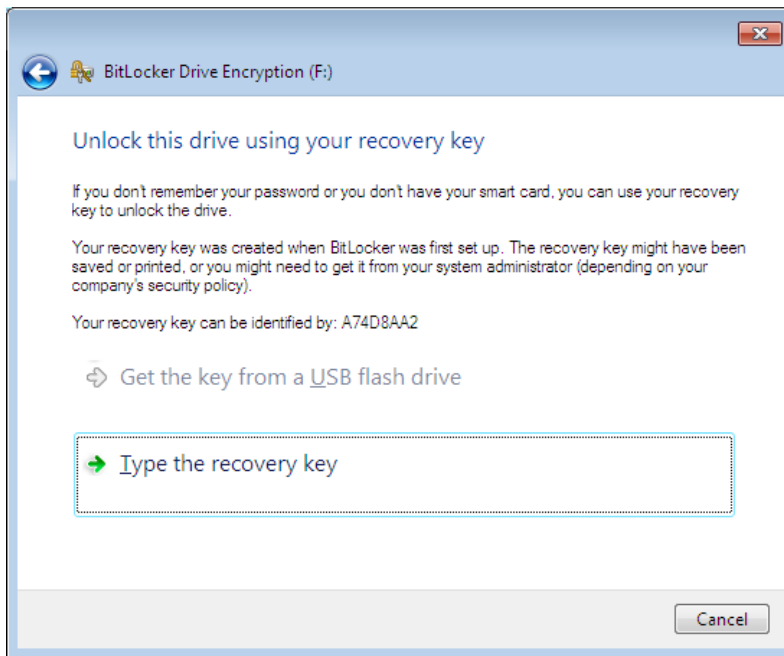 BitLocker Drive Encryption (F:)
Unlock this drive using your recovery key
If you don't remember your password or you don't have your smart card, you can use your recovery
key to unlock the drive.
Your recovery key was created when BitLocker was first set up. The recovery key might have been
saved or printed, or you might need to get it from your system administrator (depending on your
company's security policy).
Your recovery key can be identified by: A74D8AA2
Get the key from a USB flash drive
Type the recovery key
Cancel